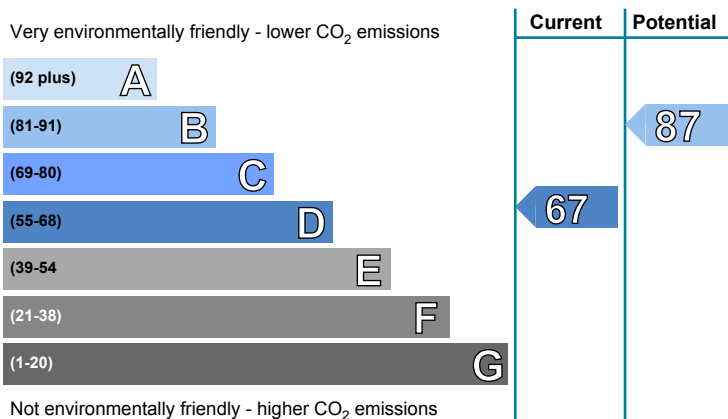 Current Potential
Very environmentally friendly - lower CO2 emissions
(92 plus) A
(81-91) B
87
(69-80) C
(55-68) D
67
(39-54 E
(21-38) F
(1-20) G
Not environmentally friendly - higher CO2 emissions